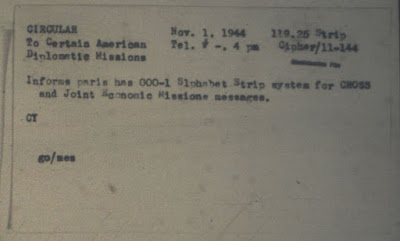 CIRCULAR Nov. 1, 1944 119.25 Strip
To Certain American Tel. # -, 4 pm Cipher/11-144
Diplomatic Missions
Informs paris has 000-1 Slphabet Strip system for CROSS
and Joint Economic Missions messages.
CY
go/mes